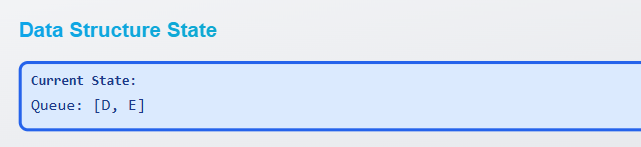 Data Structure State
Current State:
Queue: [D, E]